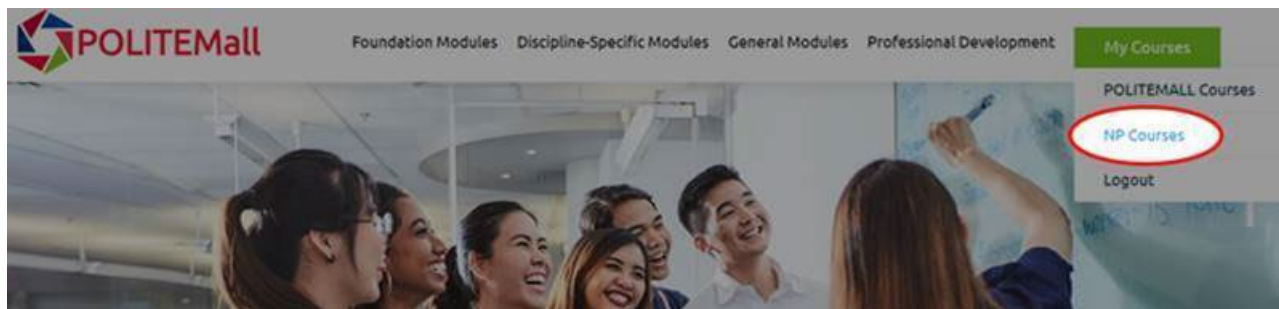 POLITEMall
Foundation Modules Discipline-Specific Modules General Modules Professional Development My Courses
POLITEMALL Courses
NP Courses
Logout